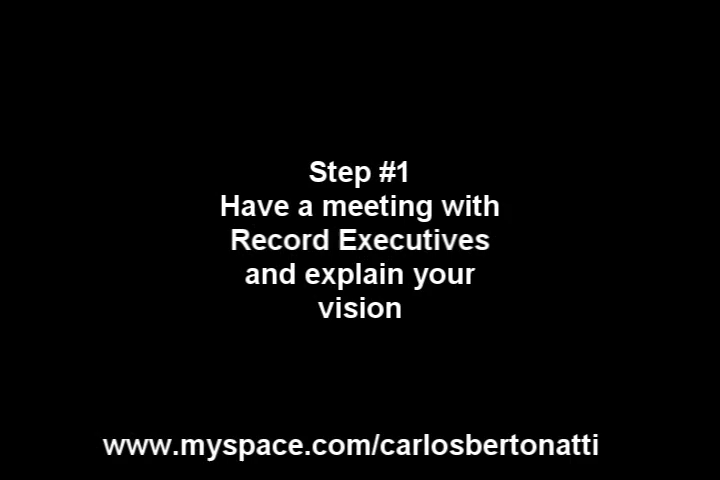 Step #1
Have a meeting with
Record Executives
and explain your
vision
www.myspace.com/carlosbertonatti